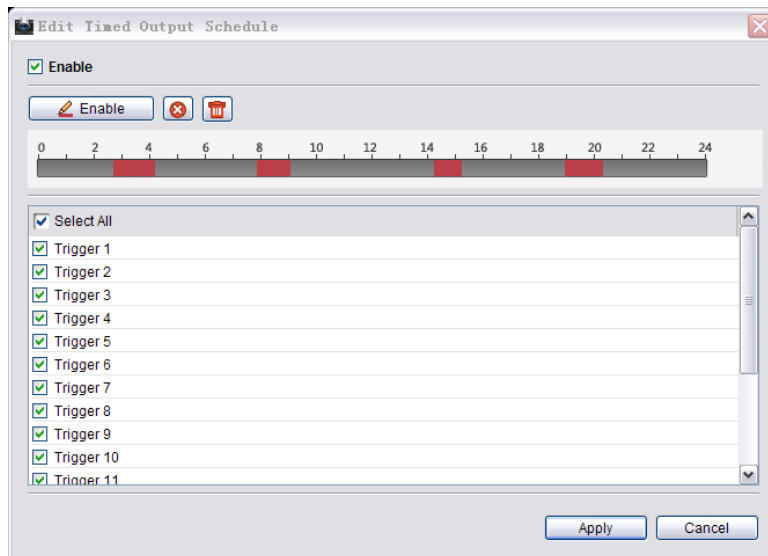 Edit Timed Output Schedule
Enable
Enable
0 2 4 6 8 10 12 14 16 18 20 22 24
Select All
Trigger 1
Trigger 2
Trigger 3
Trigger 4
Trigger 5
Trigger 6
Trigger 7
Trigger 8
Trigger 9
Trigger 10
Trigger 11
Apply Cancel